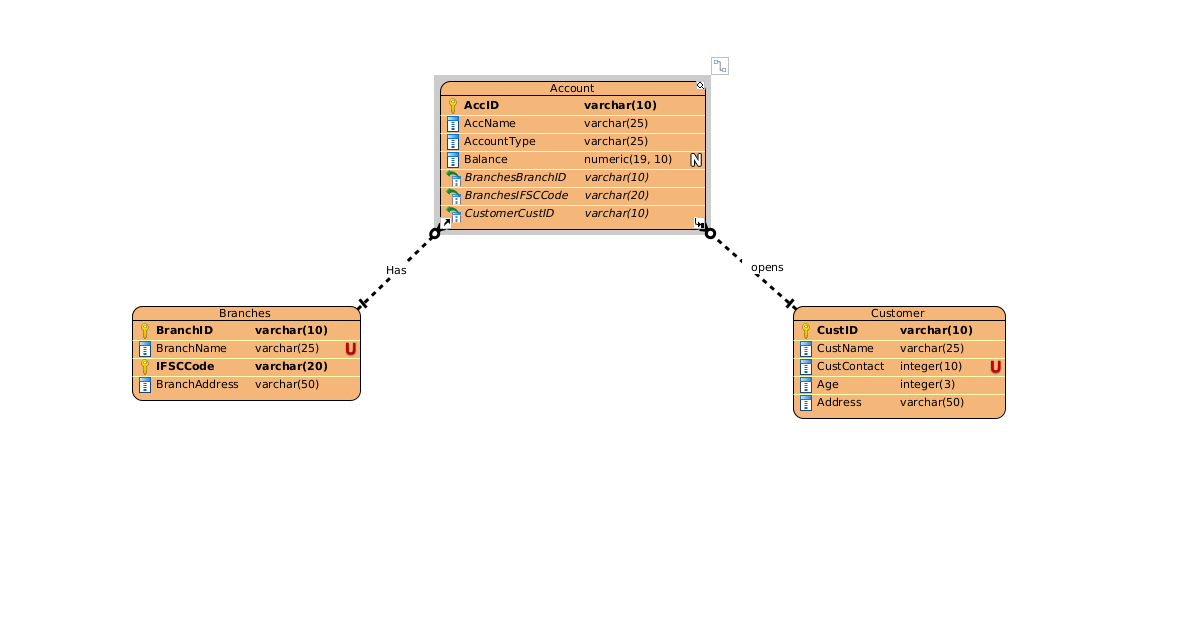 Account
AccID varchar(10)
AccName varchar(25)
AccountType varchar(25)
Balance numeric(19, 10) N
BranchesBranchID varchar(10)
BranchesIFSCCode varchar(20)
CustomerCustID varchar(10)
Has
opens
Branches
BranchID varchar(10)
BranchName varchar(25) U
IFSCCode varchar(20)
BranchAddress varchar(50)
Customer
CustID varchar(10)
CustName varchar(25)
CustContact integer(10) U
Age integer(3)
Address varchar(50)